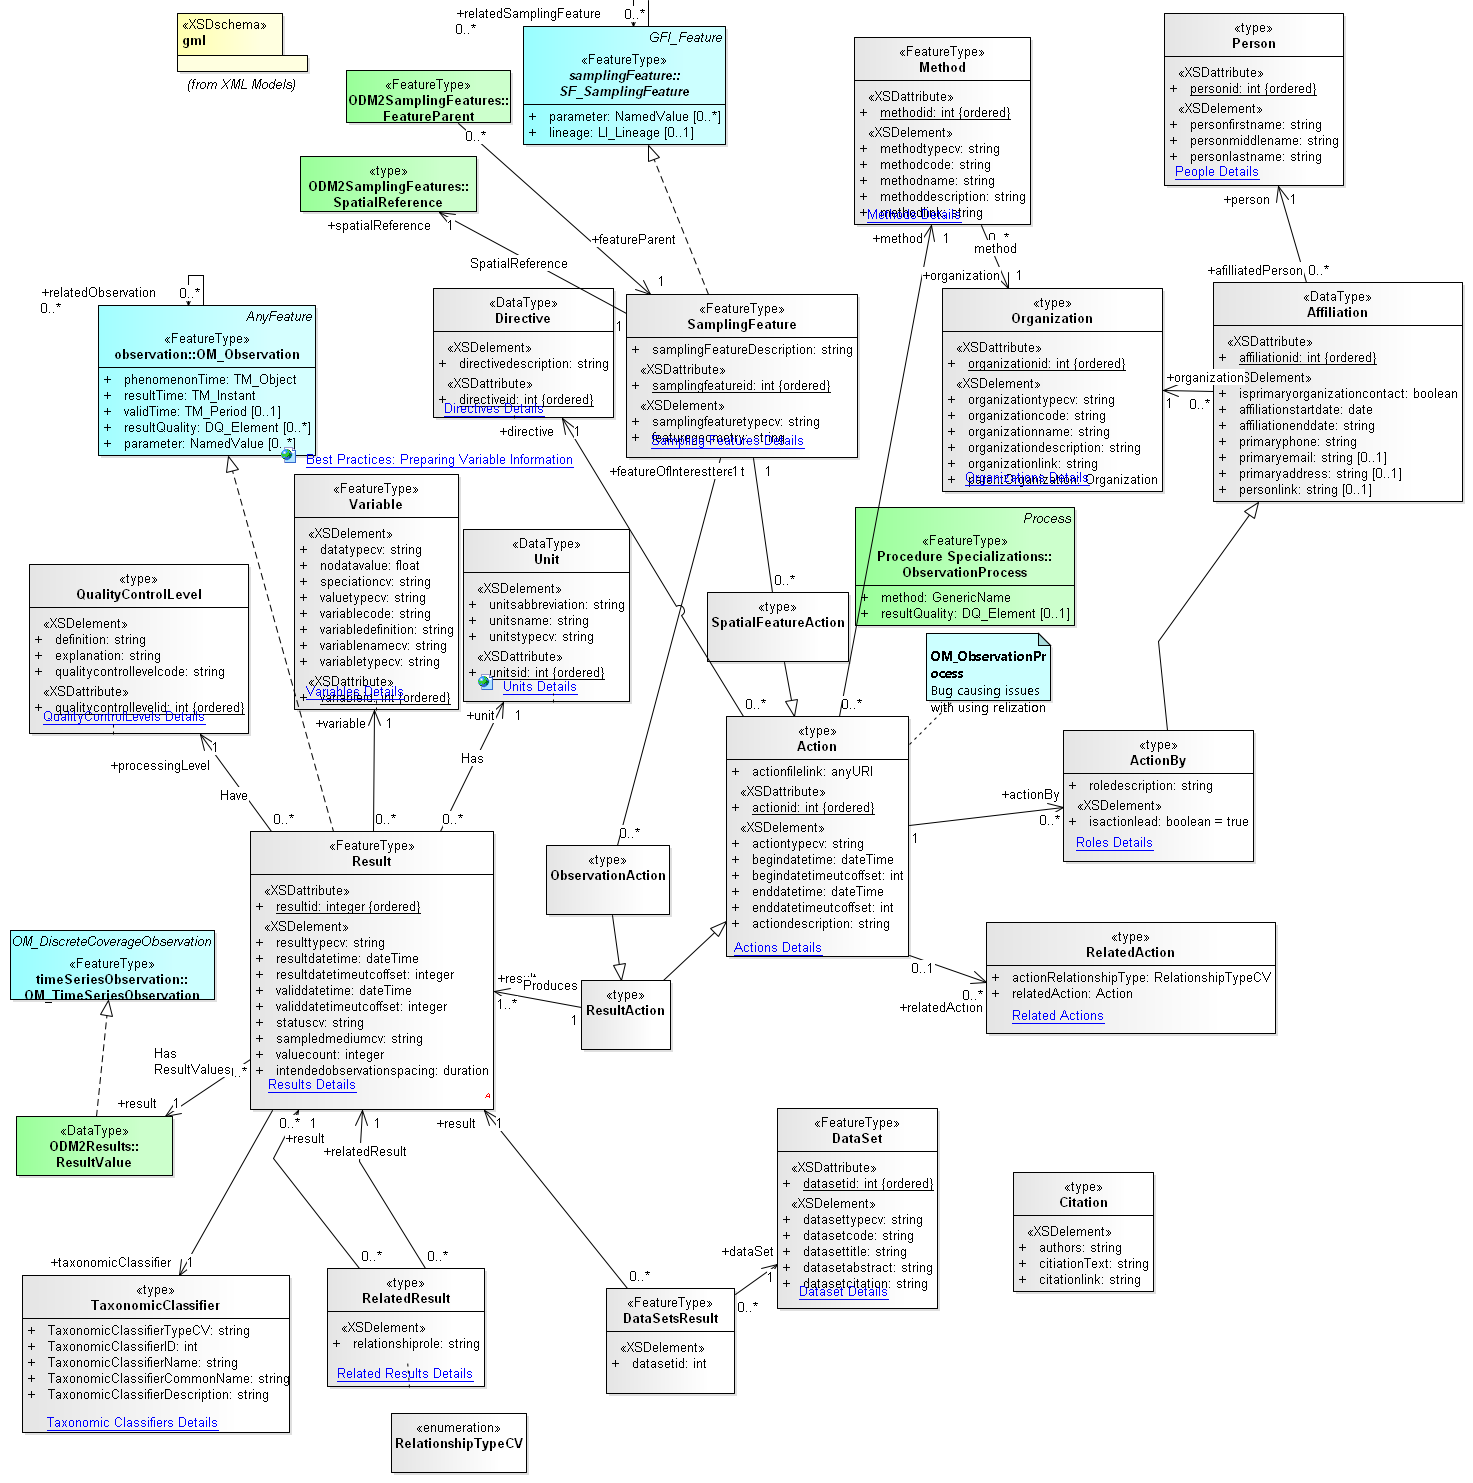 «XSDschema»
gml
(from XML Models)
+relatedSamplingFeature
0..*
0..*
GFI_Feature
«FeatureType»
samplingFeature::
SF_SamplingFeature
+ parameter: NamedValue [0..*]
+ lineage: LI_Lineage [0..1]
«FeatureType»
ODM2SamplingFeatures::
FeatureParent
0..*
+featureParent
1
«type»
ODM2SamplingFeatures::
SpatialReference
+spatialReference
1
SpatialReference
1
«FeatureType»
Method
«XSDattribute»
+ methodid: int {ordered}
«XSDelement»
+ methodtypecv: string
+ methodcode: string
+ methodname: string
+ methoddescription: string
+ methodlink: string
Methods Details
+method
1
0..*
method
+organization
1
«type»
Person
«XSDattribute»
+ personid: int {ordered}
«XSDelement»
+ personfirstname: string
+ personmiddlename: string
+ personlastname: string
People Details
+person
1
+afilliatedPerson
0..*
+relatedObservation
0..*
0..*
AnyFeature
«FeatureType»
observation::OM_Observation
+ phenomenonTime: TM_Object
+ resultTime: TM_Instant
+ validTime: TM_Period [0..1]
+ resultQuality: DQ_Element [0..*]
+ parameter: NamedValue [0..*]
Best Practices: Preparing Variable Information
«DataType»
Directive
«XSDelement»
+ directivedescription: string
«XSDattribute»
+ directiveid: int {ordered}
Directives Details
+directive
1
«FeatureType»
SamplingFeature
+ samplingFeatureDescription: string
«XSDattribute»
+ samplingfeatureid: int {ordered}
«XSDelement»
+ samplingfeaturetypecv: string
+ featuregeometry: string
Sampling Features Details
1
1
«type»
Organization
«XSDattribute»
+ organizationid: int {ordered}
«XSDelement»
+ organizationtypecv: string
+ organizationcode: string
+ organizationname: string
+ organizationdescription: string
+ organizationlink: string
+ parentOrganization: Organization
Organizations Details
+organization
1
0..*
«DataType»
Affiliation
«XSDattribute»
+ affiliationid: int {ordered}
+ isprimaryorganizationcontact: boolean
+ affiliationstartdate: date
+ affiliationenddate: string
+ primaryphone: string
+ primaryemail: string [0..1]
+ primaryaddress: string [0..1]
+ personlink: string [0..1]
«FeatureType»
Variable
«XSDelement»
+ datatypecv: string
+ nodatavalue: float
+ speciationcv: string
+ valuetypecv: string
+ variablecode: string
+ variabledefinition: string
+ variablenamecv: string
+ variabletypecv: string
«XSDattribute»
+ variableid: int {ordered}
Variables Details
+variable
1
«DataType»
Unit
«XSDelement»
+ unitsabbreviation: string
+ unitsname: string
+ unitstypecv: string
«XSDattribute»
+ unitsid: int {ordered}
Units Details
+unit
1
Has
0..*
0..*
«type»
QualityControlLevel
«XSDelement»
+ definition: string
+ explanation: string
+ qualitycontrollevelcode: string
«XSDattribute»
+ qualitycontrollevelid: int {ordered}
QualityControlLevels Details
1
+processingLevel
Have
0..*
Process
«FeatureType»
Procedure Specializations::
ObservationProcess
+ method: GenericName
+ resultQuality: DQ_Element [0..1]
OM_ObservationPr
ocess
Bug causing issues
with using relization
0..*
«type»
SpatialFeatureAction
0..*
0..*
«type»
Action
+ actionfilelink: anyURI
«XSDattribute»
+ actionid: int {ordered}
«XSDelement»
+ actiontypecv: string
+ begindatetime: dateTime
+ begindatetimeutcoffset: int
+ enddatetime: dateTime
+ enddatetimeutcoffset: int
+ actiondescription: string
Actions Details
+actionBy
0..*
1
«type»
ActionBy
+ roledescription: string
«XSDelement»
+ isactionlead: boolean = true
Roles Details
0..1
0..*
+relatedAction
«type»
RelatedAction
+ actionRelationshipType: RelationshipTypeCV
+ relatedAction: Action
Related Actions
0..*
«type»
ObservationAction
«type»
ResultAction
1
Produces
1..*
«FeatureType»
Result
«XSDattribute»
+ resultid: integer {ordered}
«XSDelement»
+ resulttypecv: string
+ resultdatetime: dateTime
+ resultdatetimeutcoffset: integer
+ validdatetime: dateTime
+ validdatetimeutcoffset: integer
+ statuscv: string
+ sampledmediumcv: string
+ valuecount: integer
+ intendedobservationspacing: duration
Results Details
A
OM_DiscreteCoverageObservation
«FeatureType»
timeSeriesObservation::
OM_TimeSeriesObservation
Has
ResultValues
+result
1
«DataType»
ODM2Results::
ResultValue
0..*
1
+result
1
+relatedResult
+result
1
+taxonomicClassifier
1
«type»
TaxonomicClassifier
+ TaxonomicClassifierTypeCV: string
+ TaxonomicClassifierID: int
+ TaxonomicClassifierName: string
+ TaxonomicClassifierCommonName: string
+ TaxonomicClassifierDescription: string
Taxonomic Classifiers Details
0..*
0..*
«type»
RelatedResult
«XSDelement»
+ relationshiprole: string
Related Results Details
«enumeration»
RelationshipTypeCV
0..*
«FeatureType»
DataSetsResult
«XSDelement»
+ datasetid: int
0..*
+dataSet
1
«FeatureType»
DataSet
«XSDattribute»
+ datasetid: int {ordered}
«XSDelement»
+ datasettypecv: string
+ datasetcode: string
+ datasettitle: string
+ datasetabstract: string
+ datasetcitation: string
Dataset Details
«type»
Citation
«XSDelement»
+ authors: string
+ citiationText: string
+ citationlink: string